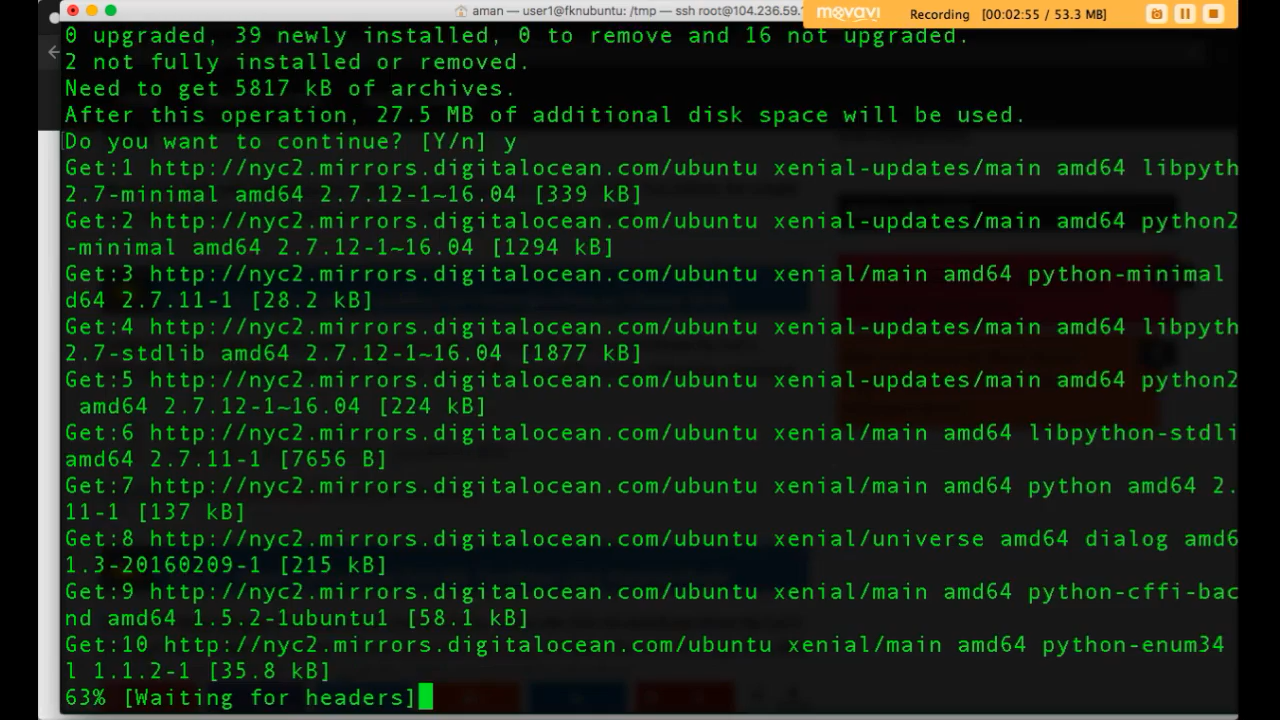 aman — user1@fknubuntu: /tmp — ssh root@104.236.59.
movavi Recording [00:02:55 / 53.3 MB]
0 upgraded, 39 newly installed, 0 to remove and 16 not upgraded.
2 not fully installed or removed.
Need to get 5817 kB of archives.
After this operation, 27.5 MB of additional disk space will be used.
Do you want to continue? [Y/n] y
Get:1 http://nyc2.mirrors.digitalocean.com/ubuntu xenial-updates/main amd64 libpyth
2.7-minimal amd64 2.7.12-1~16.04 [339 kB]
Get:2 http://nyc2.mirrors.digitalocean.com/ubuntu xenial-updates/main amd64 python2
-minimal amd64 2.7.12-1~16.04 [1294 kB]
Get:3 http://nyc2.mirrors.digitalocean.com/ubuntu xenial/main amd64 python-minimal
d64 2.7.11-1 [28.2 kB]
Get:4 http://nyc2.mirrors.digitalocean.com/ubuntu xenial-updates/main amd64 libpyth
2.7-stdlib amd64 2.7.12-1~16.04 [1877 kB]
Get:5 http://nyc2.mirrors.digitalocean.com/ubuntu xenial-updates/main amd64 python2
amd64 2.7.12-1~16.04 [224 kB]
Get:6 http://nyc2.mirrors.digitalocean.com/ubuntu xenial/main amd64 libpython-stdli
amd64 2.7.11-1 [7656 B]
Get:7 http://nyc2.mirrors.digitalocean.com/ubuntu xenial/main amd64 python amd64 2.
11-1 [137 kB]
Get:8 http://nyc2.mirrors.digitalocean.com/ubuntu xenial/universe amd64 dialog amd6
1.3-20160209-1 [215 kB]
Get:9 http://nyc2.mirrors.digitalocean.com/ubuntu xenial/main amd64 python-cffi-bac
nd amd64 1.5.2-1ubuntu1 [58.1 kB]
Get:10 http://nyc2.mirrors.digitalocean.com/ubuntu xenial/main amd64 python-enum34
l 1.1.2-1 [35.8 kB]
63% [Waiting for headers]